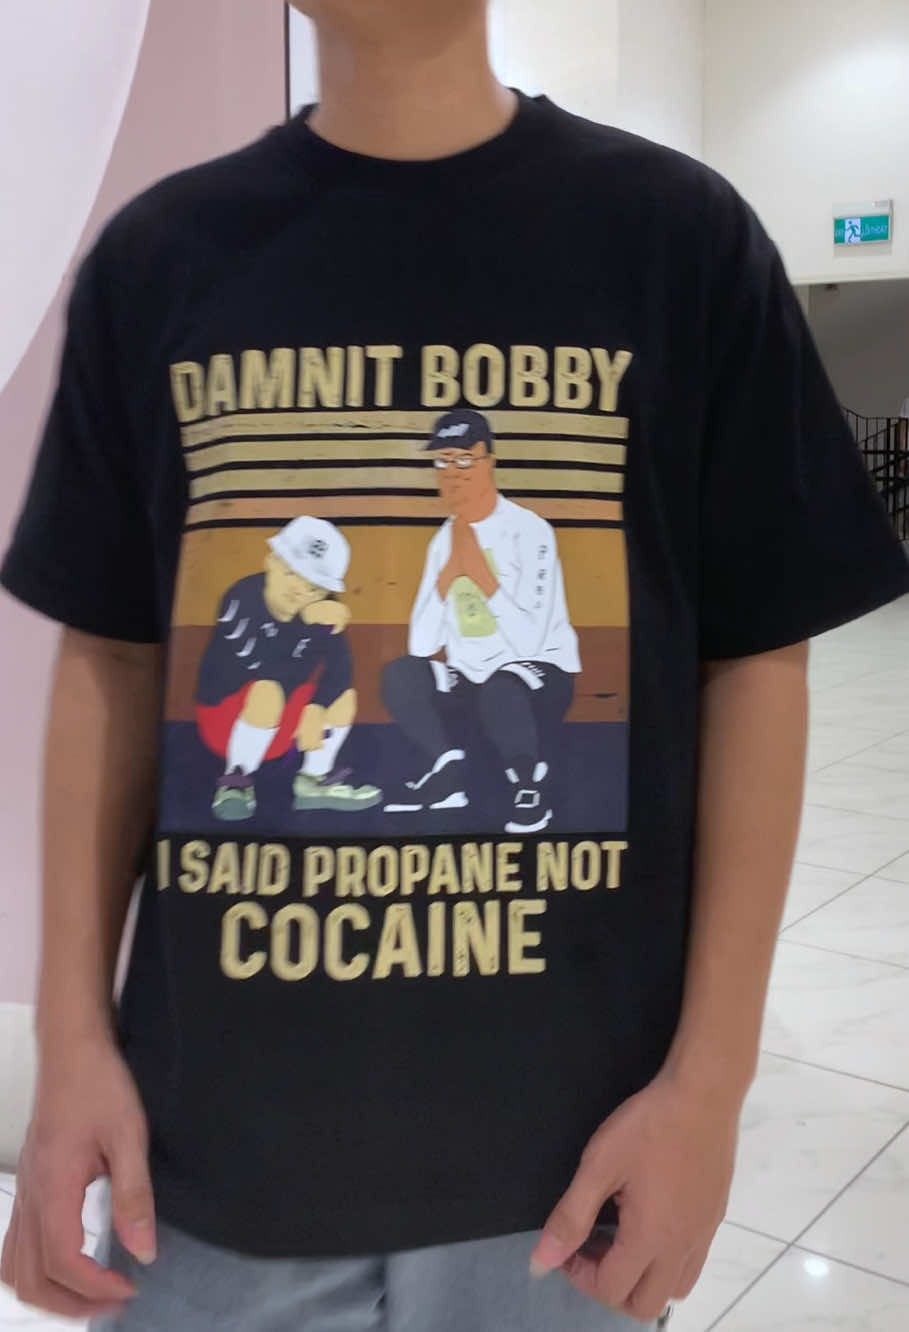 DAMNIT BOBBY
I SAID PROPANE NOT
COCAINE